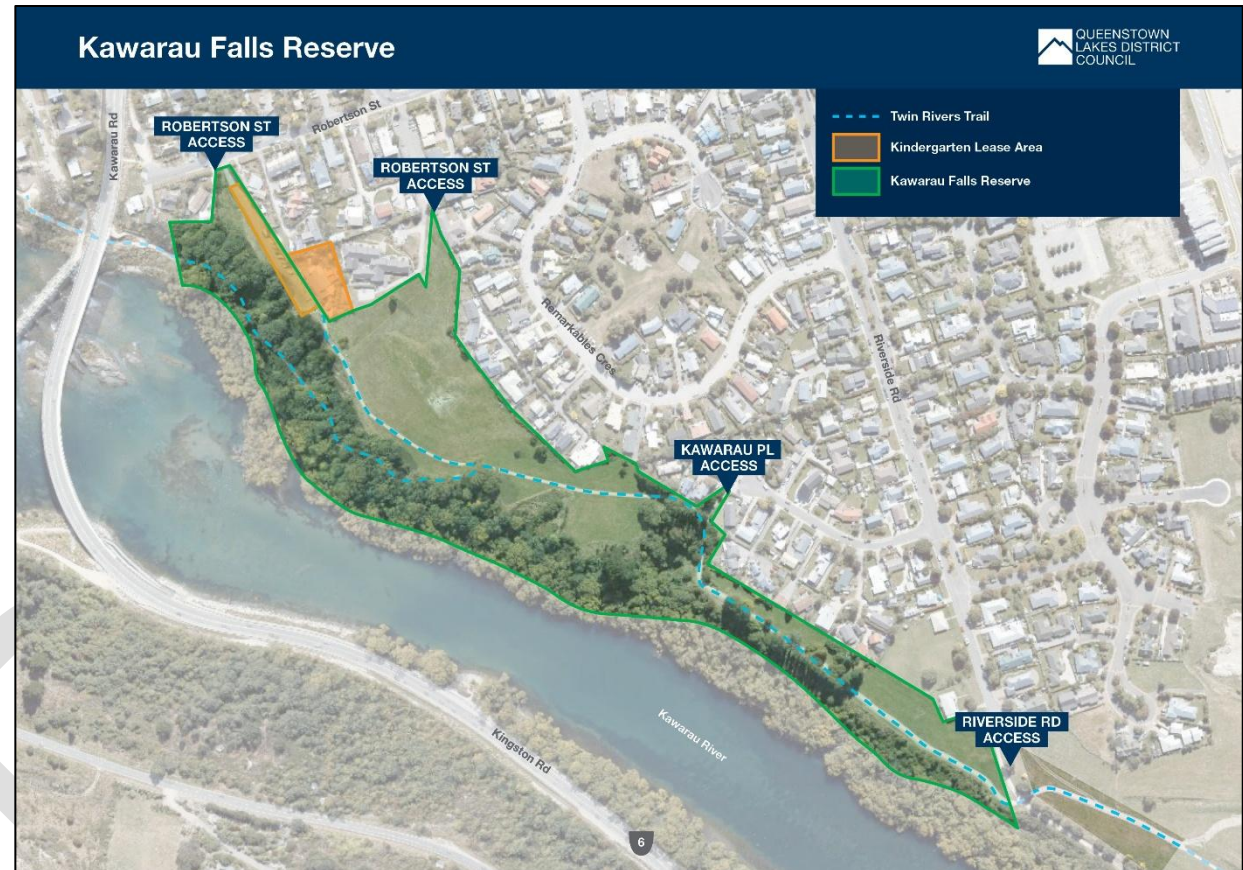 Kawarau Falls Reserve
QUEENSTOWN
LAKES DISTRICT
COUNCIL
Twin Rivers Trail
Kindergarten Lease Area
Kawarau Falls Reserve
Kawarau Rd
ROBERTSON ST
ACCESS
Robertson St
ROBERTSON ST
ACCESS
Remarkables Cres
Riverside Rd
KAWARAU PL
ACCESS
RIVERSIDE RD
ACCESS
Kawarau River
Kingston Rd
6